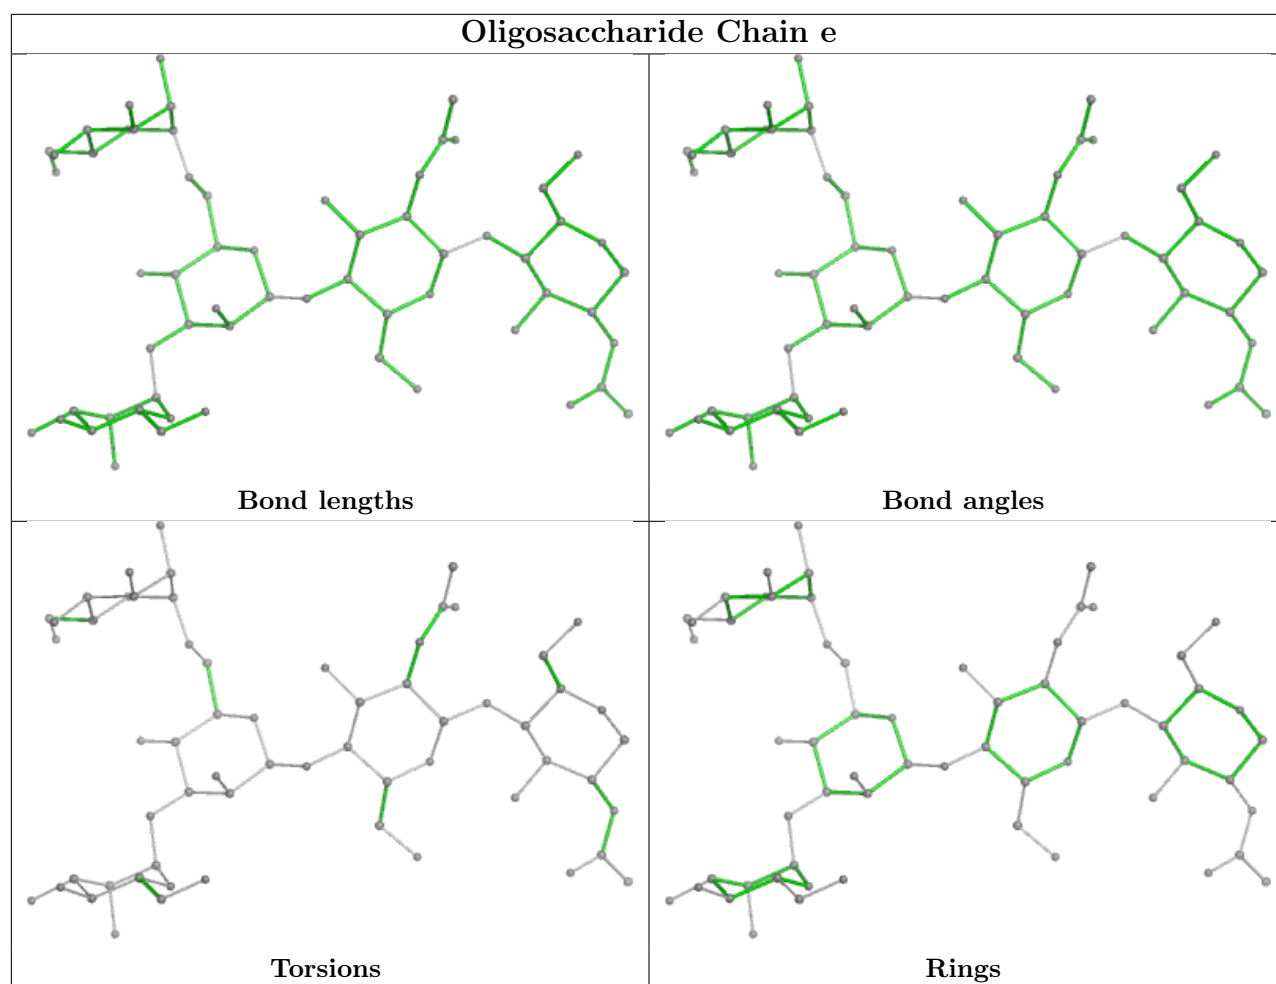 Oligosaccharide Chain e
Bond lengths
Bond angles
Torsions
Rings